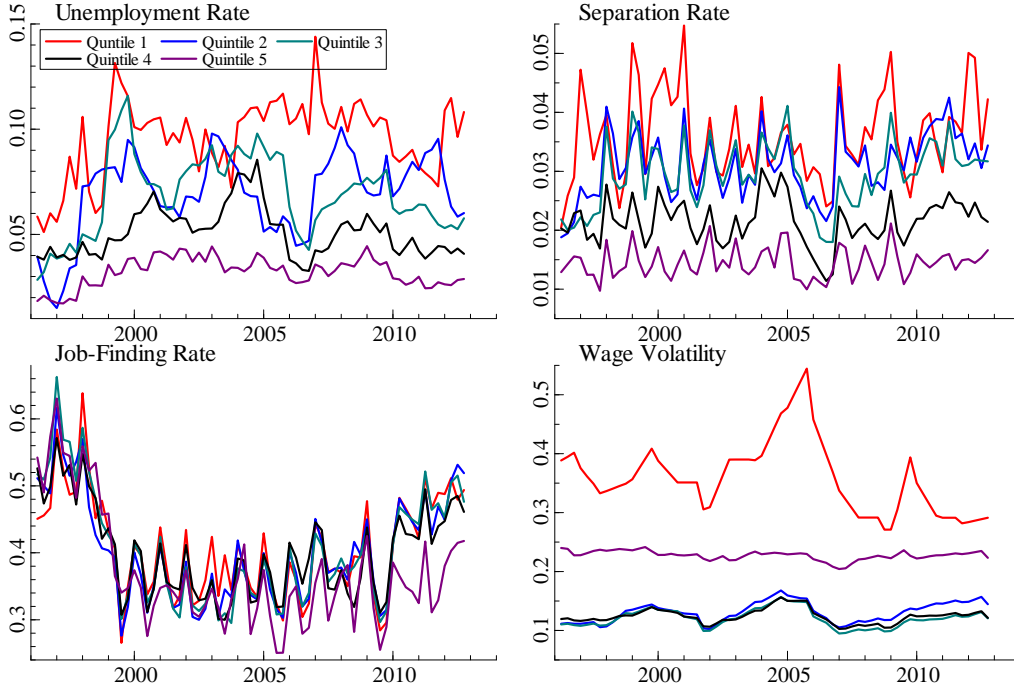 Unemployment Rate
0.15
0.10
0.05
Quntile 1 Quintile 2 Quintile 3
Quintile 4 Quintile 5
2000 2005 2010
Separation Rate
0.05
0.04
0.03
0.02
0.01
2000 2005 2010
Job-Finding Rate
0.6
0.5
0.4
0.3
2000 2005 2010
Wage Volatility
0.5
0.4
0.3
0.2
0.1
2000 2005 2010